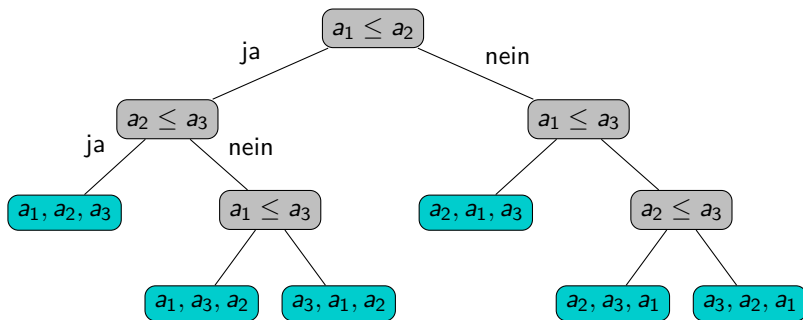 a₁ ≤ a₂
ja
nein
a₂ ≤ a₃
a₁ ≤ a₃
ja
nein
a₁, a₂, a₃
a₁ ≤ a₃
a₂, a₁, a₃
a₂ ≤ a₃
a₁, a₃, a₂
a₃, a₁, a₂
a₂, a₃, a₁
a₃, a₂, a₁